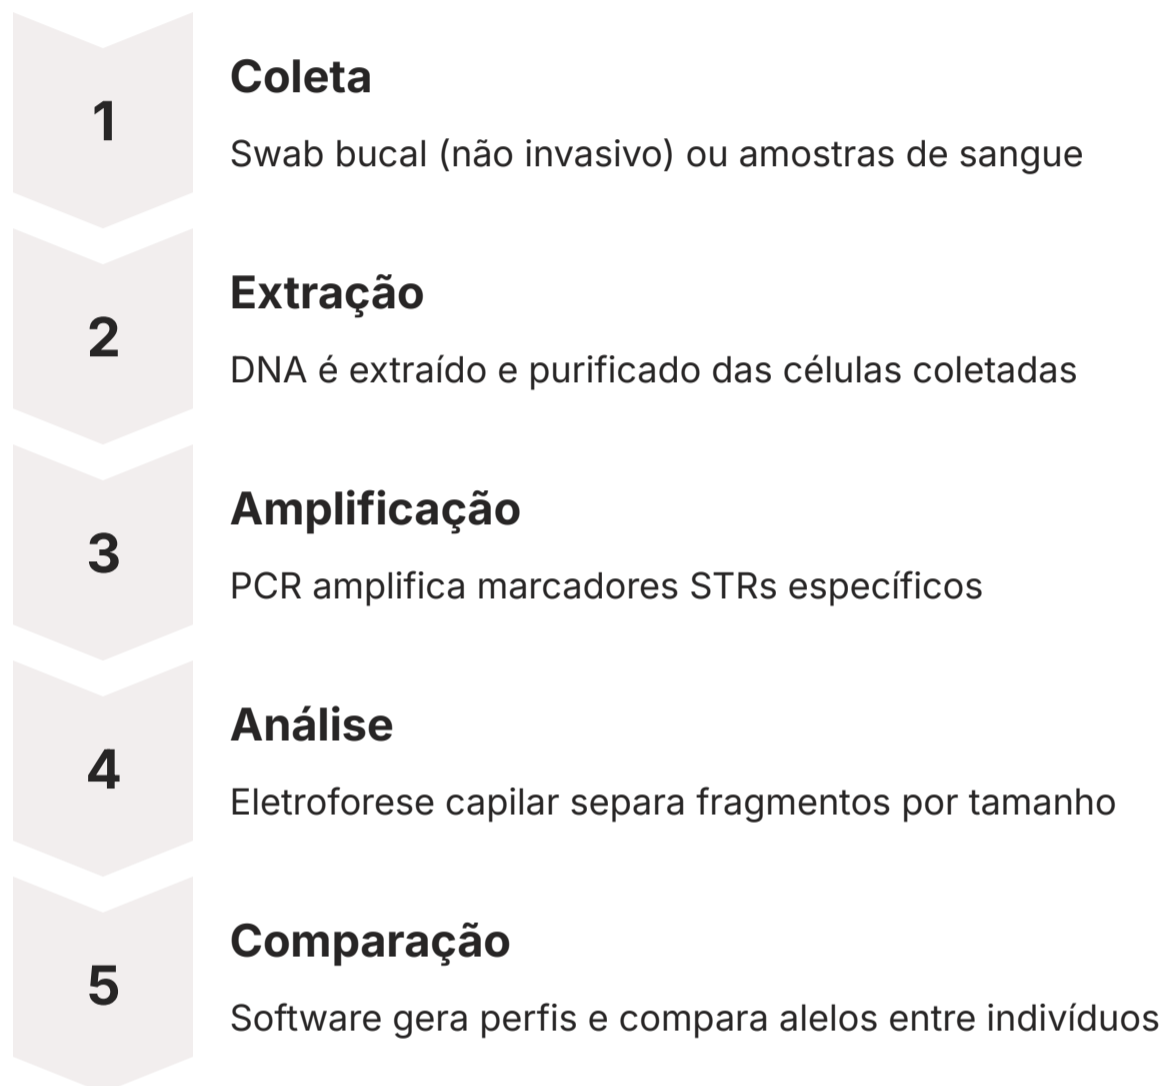 1
Coleta
Swab bucal (não invasivo) ou amostras de sangue
2
Extração
DNA é extraído e purificado das células coletadas
3
Amplificação
PCR amplifica marcadores STRs específicos
4
Análise
Eletroforese capilar separa fragmentos por tamanho
5
Comparação
Software gera perfis e compara alelos entre indivíduos